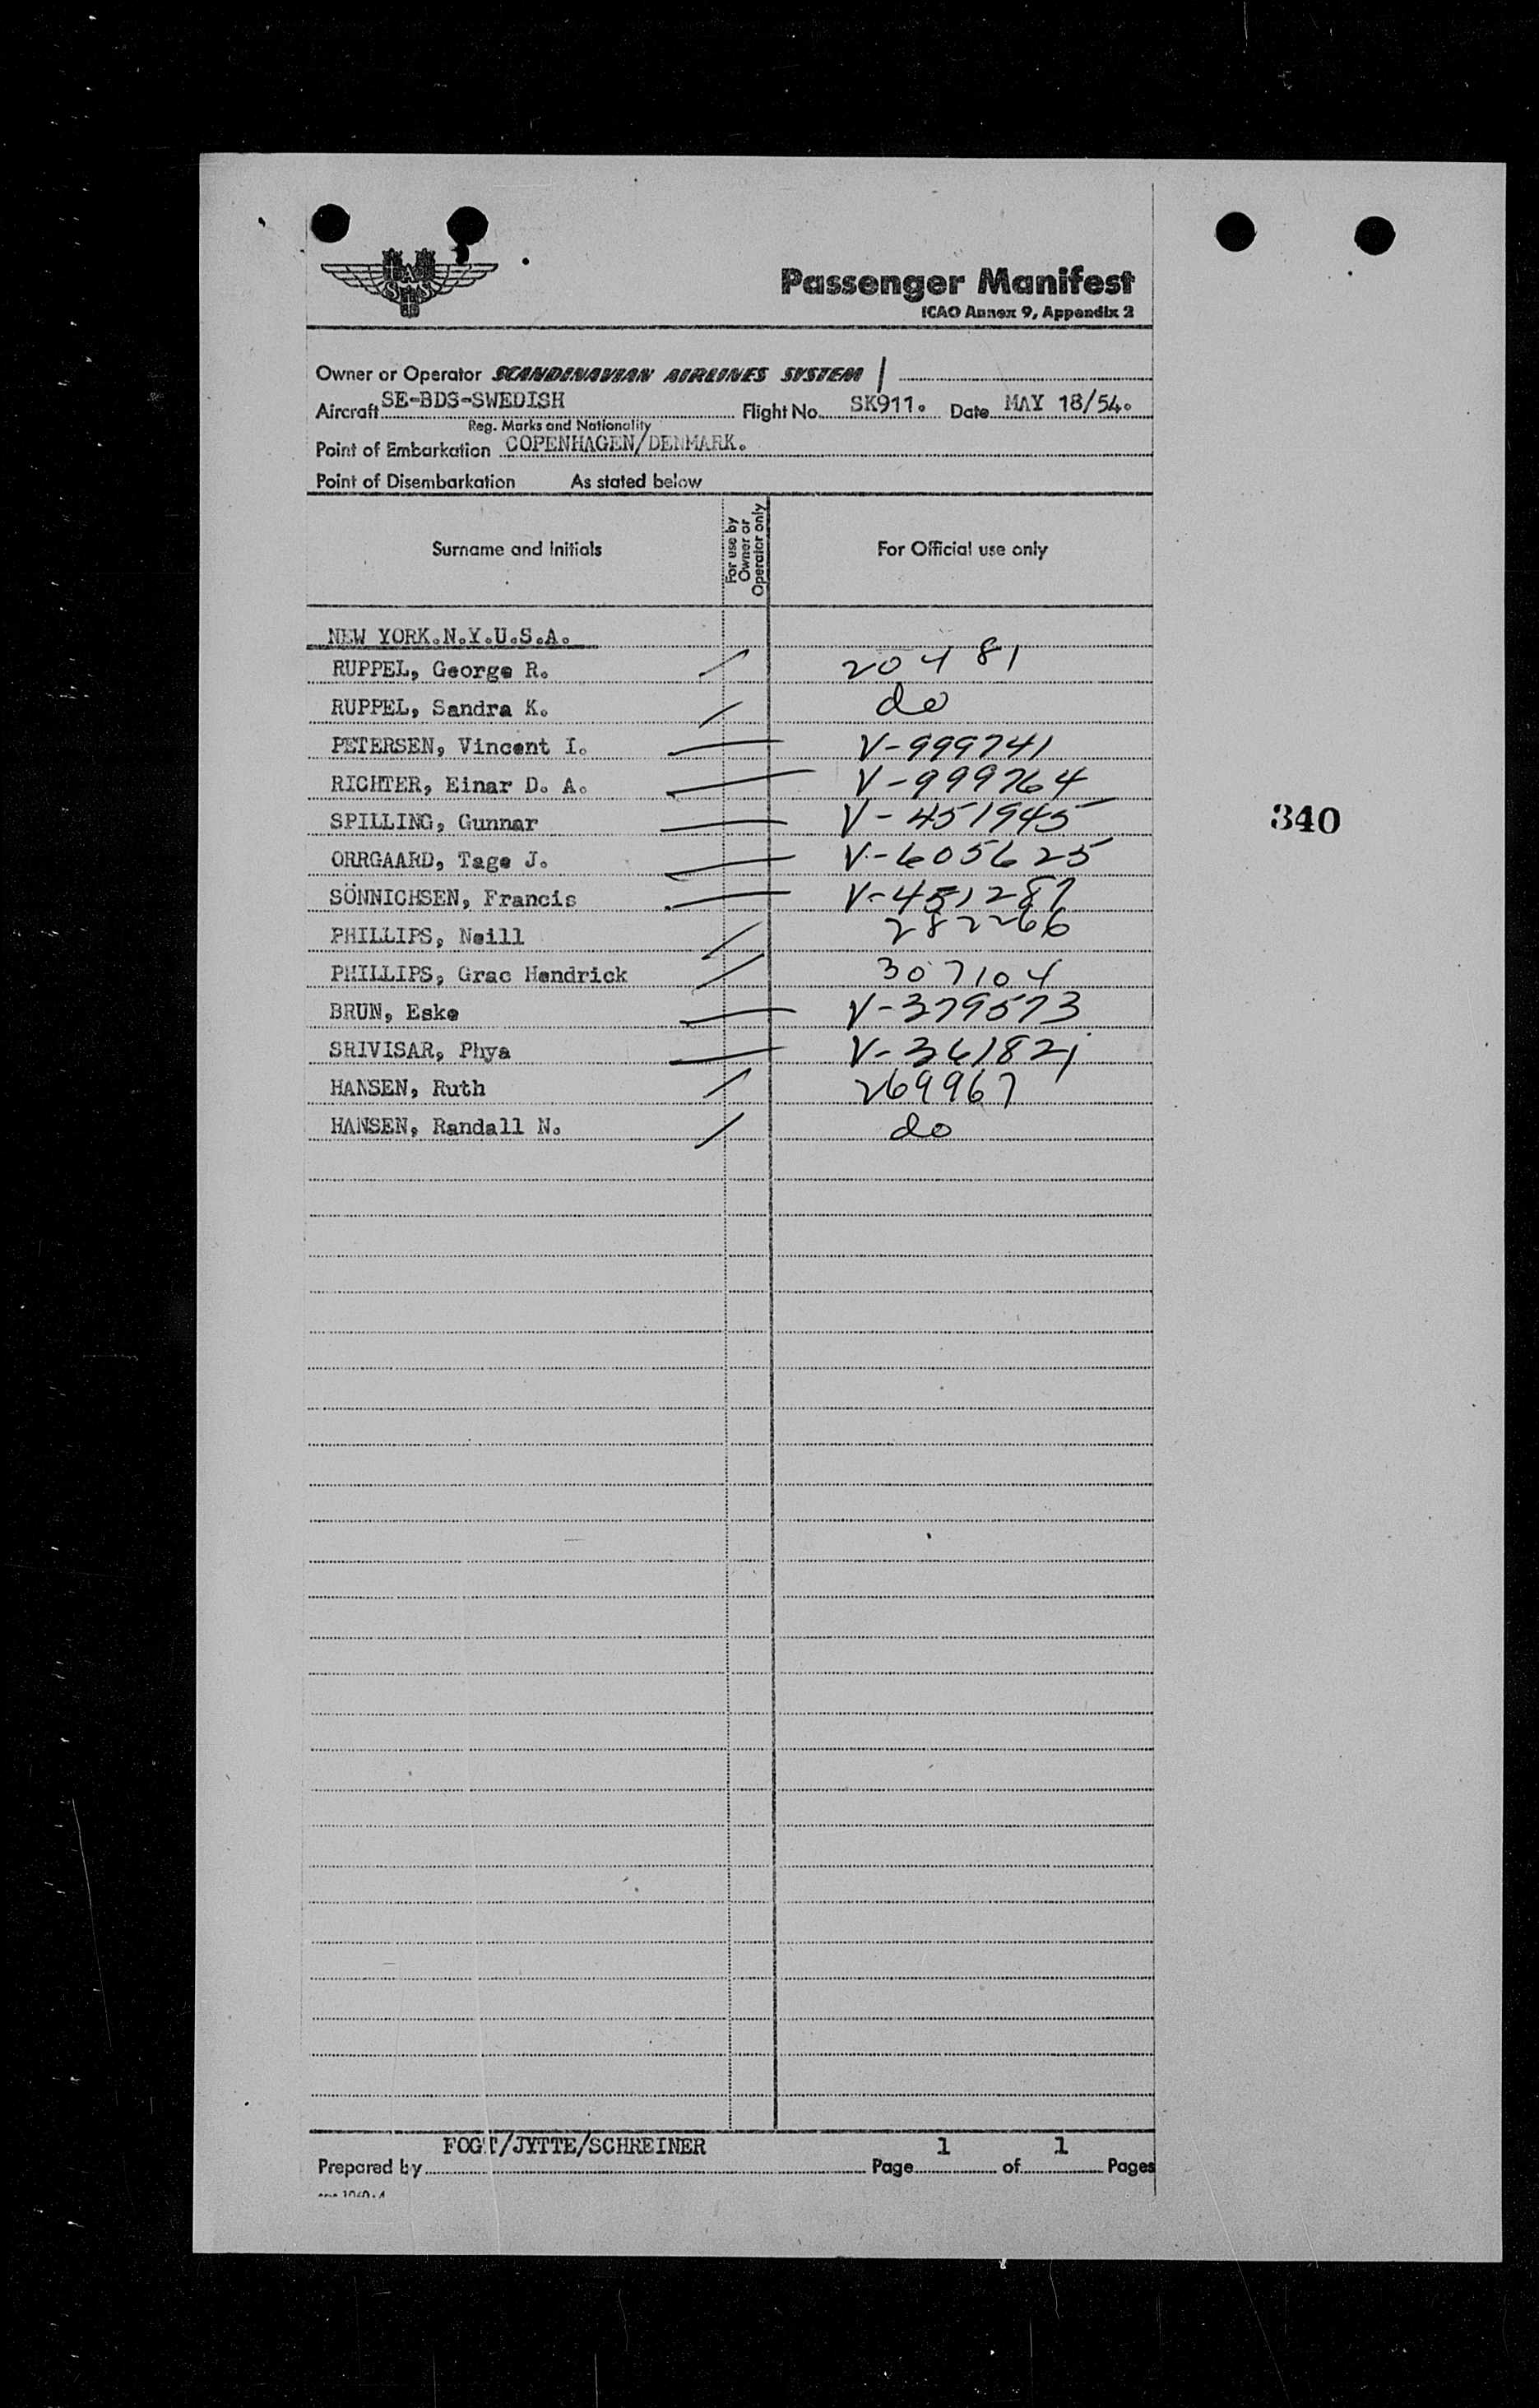 SAS
Passenger Manifest
ICAO Annex 9, Appendix 2
Owner or Operator SCANDINAVIAN AIRLINES SYSTEM /
Aircraft SE-BDS-SWEDISH Flight No. SK911. Date MAY 18/54.
Reg. Marks and Nationality
Point of Embarkation COPENHAGEN/DENMARK.
Point of Disembarkation As stated below
Surname and Initials For use by Owner or Operator only For Official use only
NEW YORK.N.Y.U.S.A.
RUPPEL, George R. 20481
RUPPEL, Sandra K. do
PETERSEN, Vincent I. V-999741
RICHTER, Einar D. A. V-999764
SPILLING, Gunnar V-451945
340
ORRGAARD, Tage J. V-605625
SÖNNICHSEN, Francis V-451287
PHILLIPS, Neill 282266
PHILLIPS, Grac Hendrick 307104
BRUN, Eske V-379573
SRIVISAR, Phya V-361821
HANSEN, Ruth 269967
HANSEN, Randall N. do
FOGT/JYTTE/SCHREINER 1 1
Prepared by Page of Pages